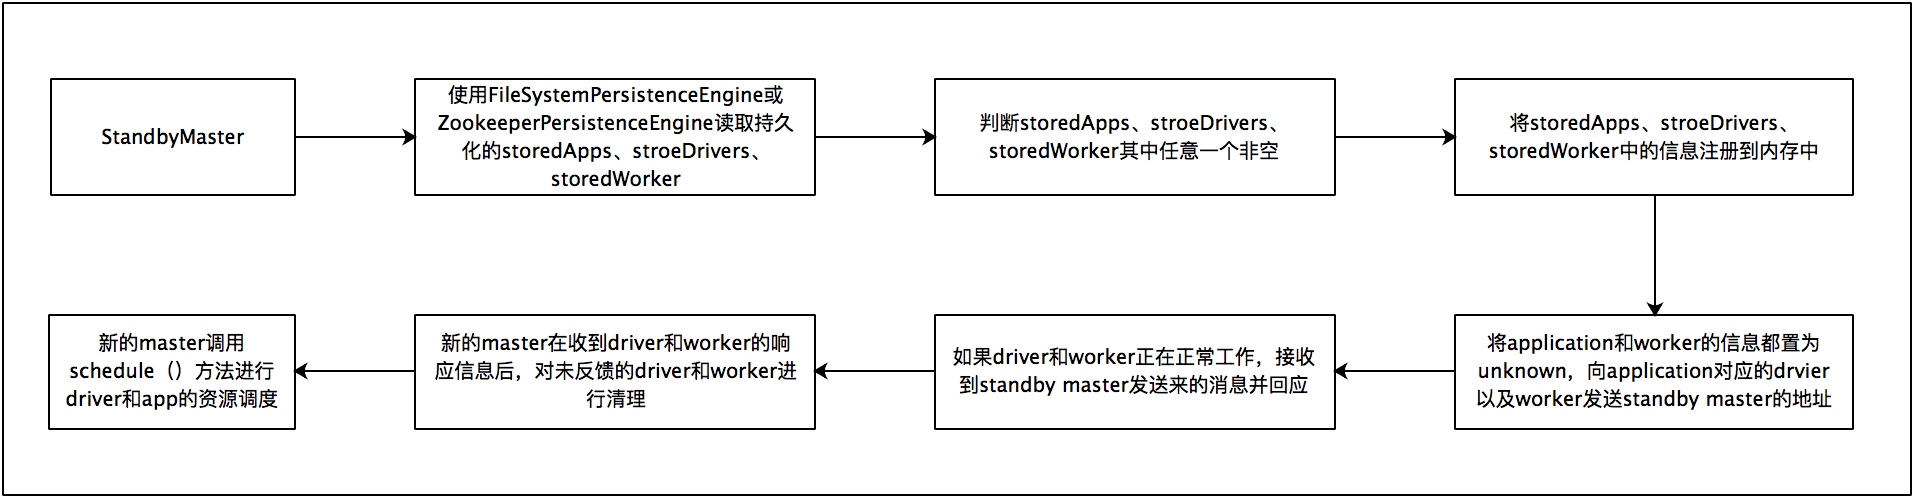 StandbyMaster
使用FileSystemPersistenceEngine或
ZookeeperPersistenceEngine读取持久
化的storedApps、stroeDrivers、
storedWorker
判断storedApps、stroeDrivers、
storedWorker其中任意一个非空
将storedApps、stroeDrivers、
storedWorker中的信息注册到内存中
将application和worker的信息都置为
unknown，向application对应的drvier
以及worker发送standby master的地址
如果driver和worker正在正常工作，接收
到standby master发送来的消息并回应
新的master在收到driver和worker的响
应信息后，对未反馈的driver和worker进
行清理
新的master调用
schedule（）方法进行
driver和app的资源调度